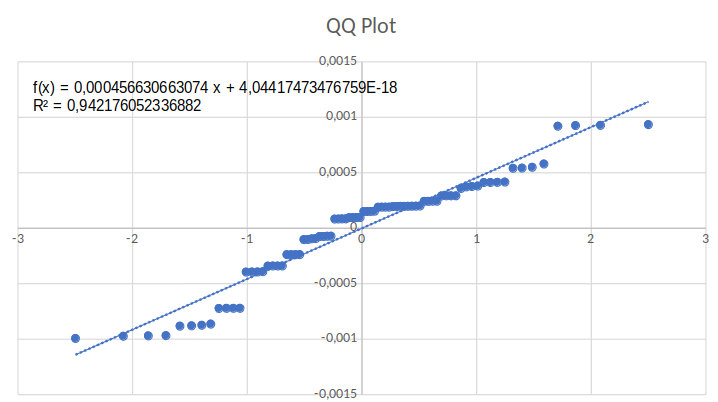 QQ Plot
0,0015
f(x) = 0,000456630663074 x + 4,04417473476759E-18
R² = 0,942176052336882
0,001
0,0005
0
-3 -2 -1 0 1 2 3
-0,0005
-0,001
-0,0015